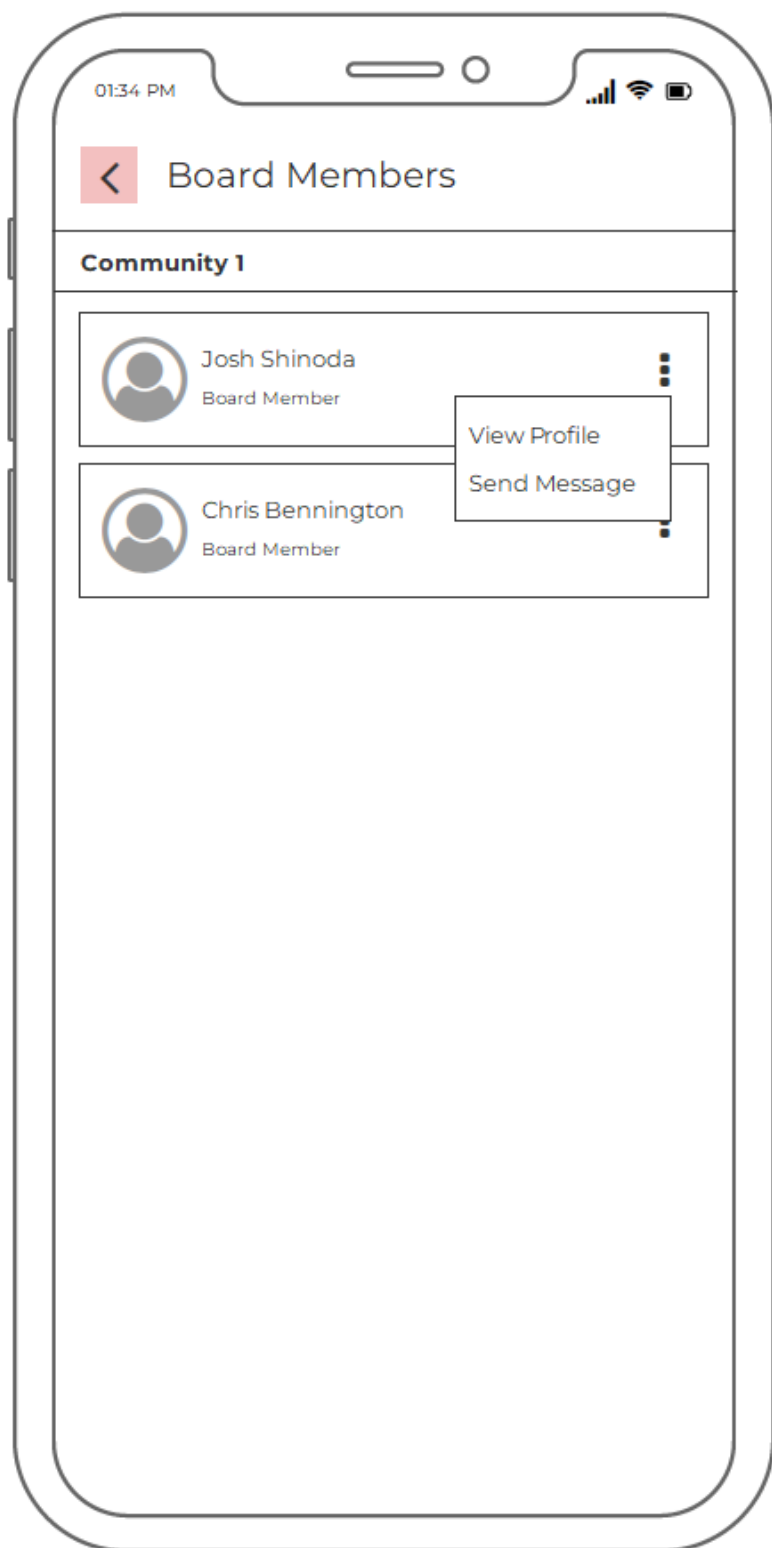 01:34 PM
Board Members
Community 1
Josh Shinoda
Board Member
View Profile
Send Message
Chris Bennington
Board Member